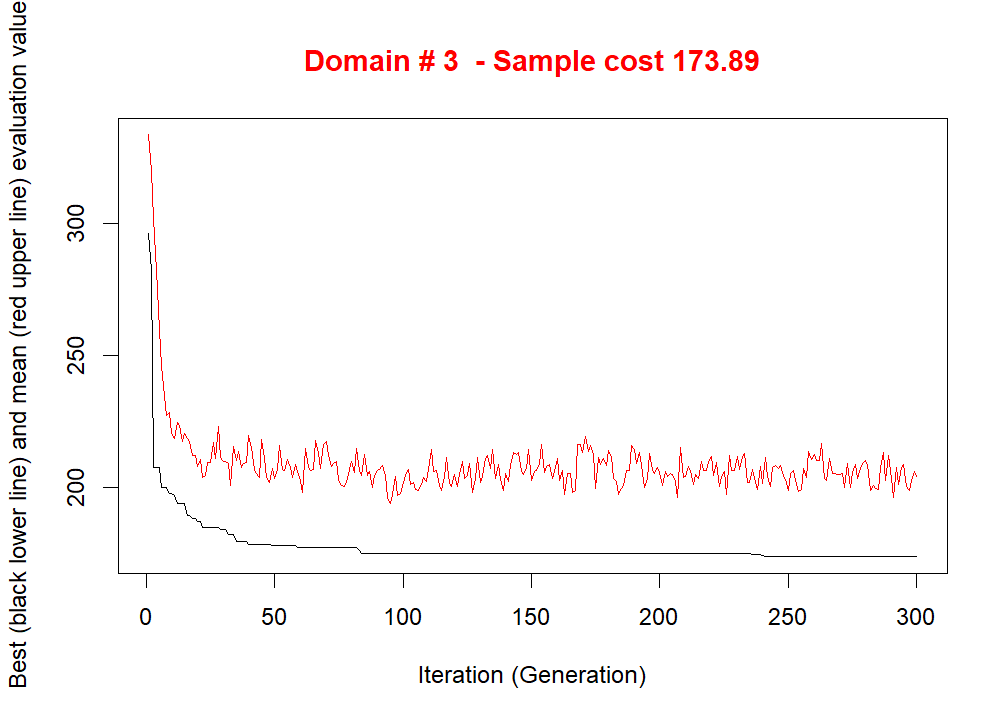 Domain # 3  - Sample cost 173.89
Best (black lower line) and mean (red upper line) evaluation value
300
250
200
0 50 100 150 200 250 300
Iteration (Generation)